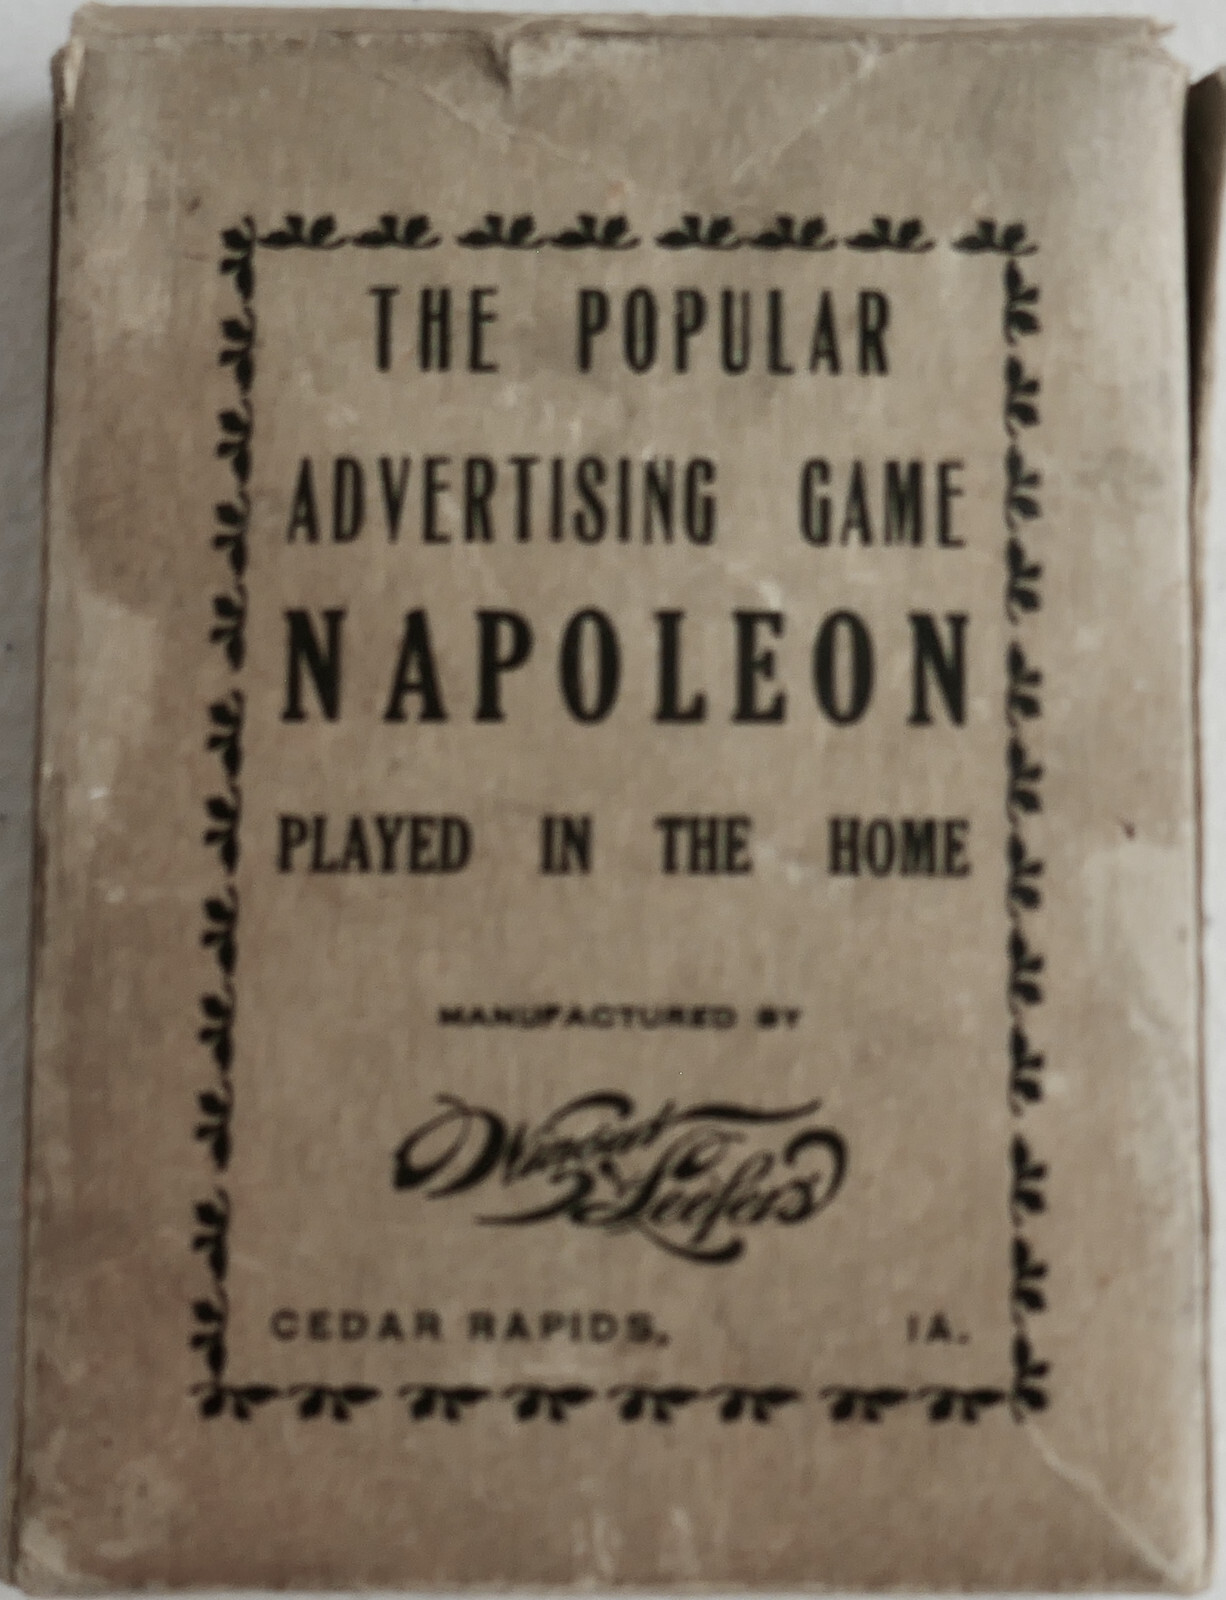 THE POPULAR
ADVERTISING GAME
NAPOLEON
PLAYED IN THE HOME
MANUFACTURED BY
CEDAR RAPIDS, IA.